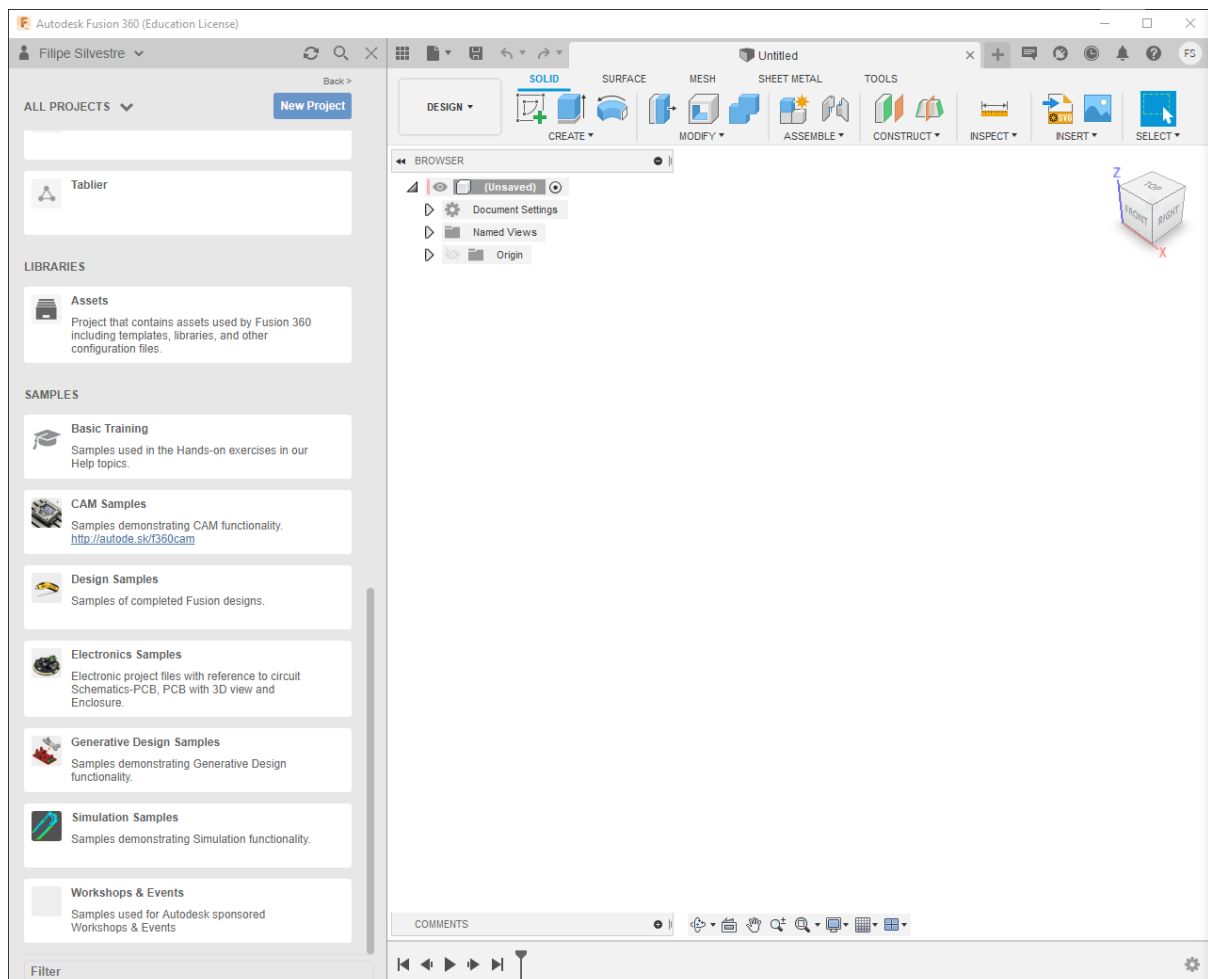 Autodesk Fusion 360 (Education License)
Filipe Silvestre
Untitled
FS
Back >
ALL PROJECTS
New Project
DESIGN
SOLID
SURFACE
MESH
SHEET METAL
TOOLS
SVG
CREATE
MODIFY
ASSEMBLE
CONSTRUCT
INSPECT
INSERT
SELECT
Tablier
LIBRARIES
Assets
Project that contains assets used by Fusion 360
including templates, libraries, and other
configuration files.
SAMPLES
Basic Training
Samples used in the Hands-on exercises in our
Help topics.
CAM Samples
Samples demonstrating CAM functionality.
http://autode.sk/f360cam
Design Samples
Samples of completed Fusion designs.
Electronics Samples
Electronic project files with reference to circuit
Schematics-PCB, PCB with 3D view and
Enclosure.
Generative Design Samples
Samples demonstrating Generative Design
functionality.
Simulation Samples
Samples demonstrating Simulation functionality.
Workshops & Events
Samples used for Autodesk sponsored
Workshops & Events
Filter
BROWSER
(Unsaved)
Document Settings
Named Views
Origin
Z
TOP
FRONT
RIGHT
X
COMMENTS